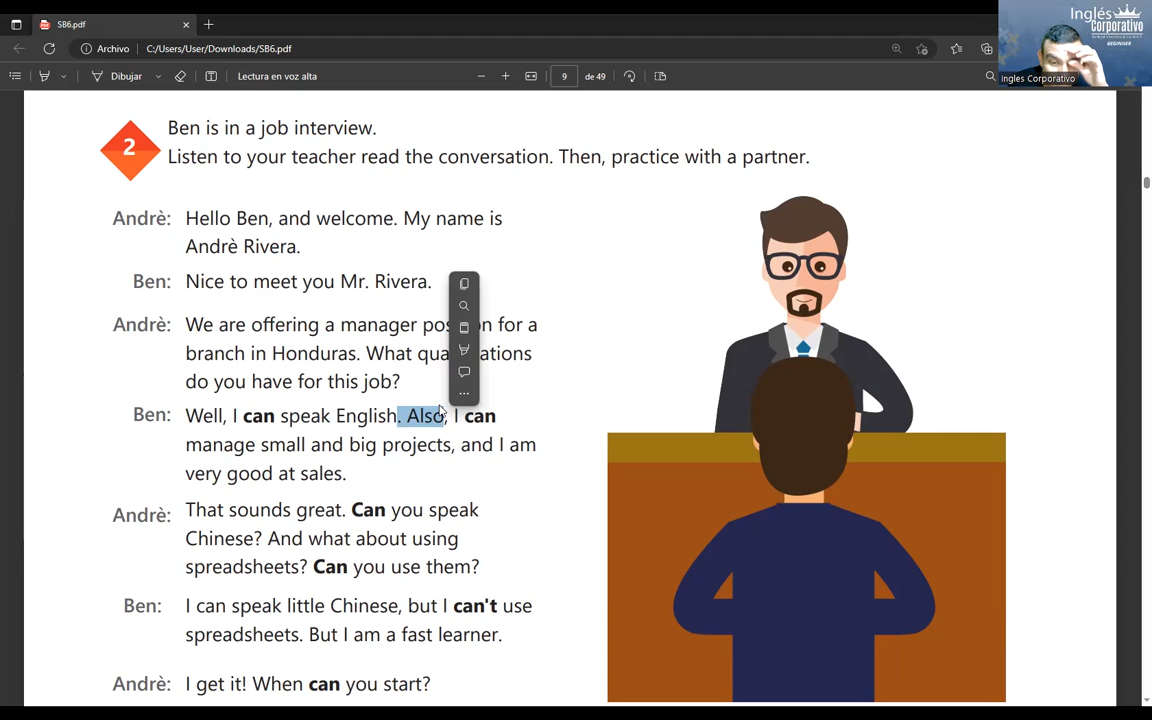 SB6.pdf
Archivo
C:/Users/User/Downloads/SB6.pdf
Dibujar
Lectura en voz alta
9
de 49
Inglés
Corporativo
BEGINNER
Ingles Corporativo
2
Ben is in a job interview.
Listen to your teacher read the conversation. Then, practice with a partner.
Andrè: Hello Ben, and welcome. My name is
Andrè Rivera.
Ben: Nice to meet you Mr. Rivera.
Andrè: We are offering a manager for a
branch in Honduras. What
do you have for this job?
Ben: Well, I can speak English. Also, I can
manage small and big projects, and I am
very good at sales.
Andrè: That sounds great. Can you speak
Chinese? And what about using
spreadsheets? Can you use them?
Ben: I can speak little Chinese, but I can't use
spreadsheets. But I am a fast learner.
Andrè: I get it! When can you start?